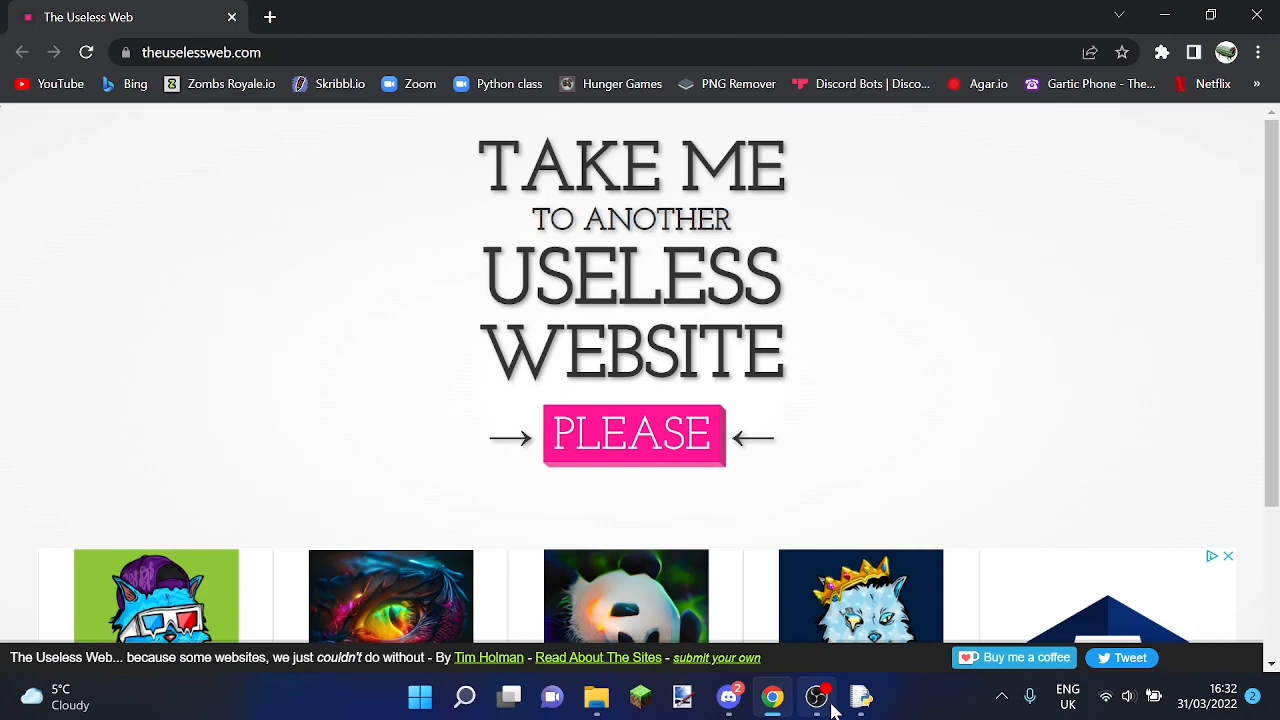 The Useless Web
theuselessweb.com
YouTube Bing Zombs Royale.io Skribbl.io Zoom Python class Hunger Games PNG Remover Discord Bots | Disco... Agar.io Gartic Phone - The... Netflix »
TAKE ME
TO ANOTHER
USELESS
WEBSITE
→ PLEASE ←
The Useless Web... because some websites, we just couldn't do without - By Tim Holman - Read About The Sites - submit your own Buy me a coffee Tweet
5°C
Cloudy
2
ENG
UK
16:32
31/03/2022
2